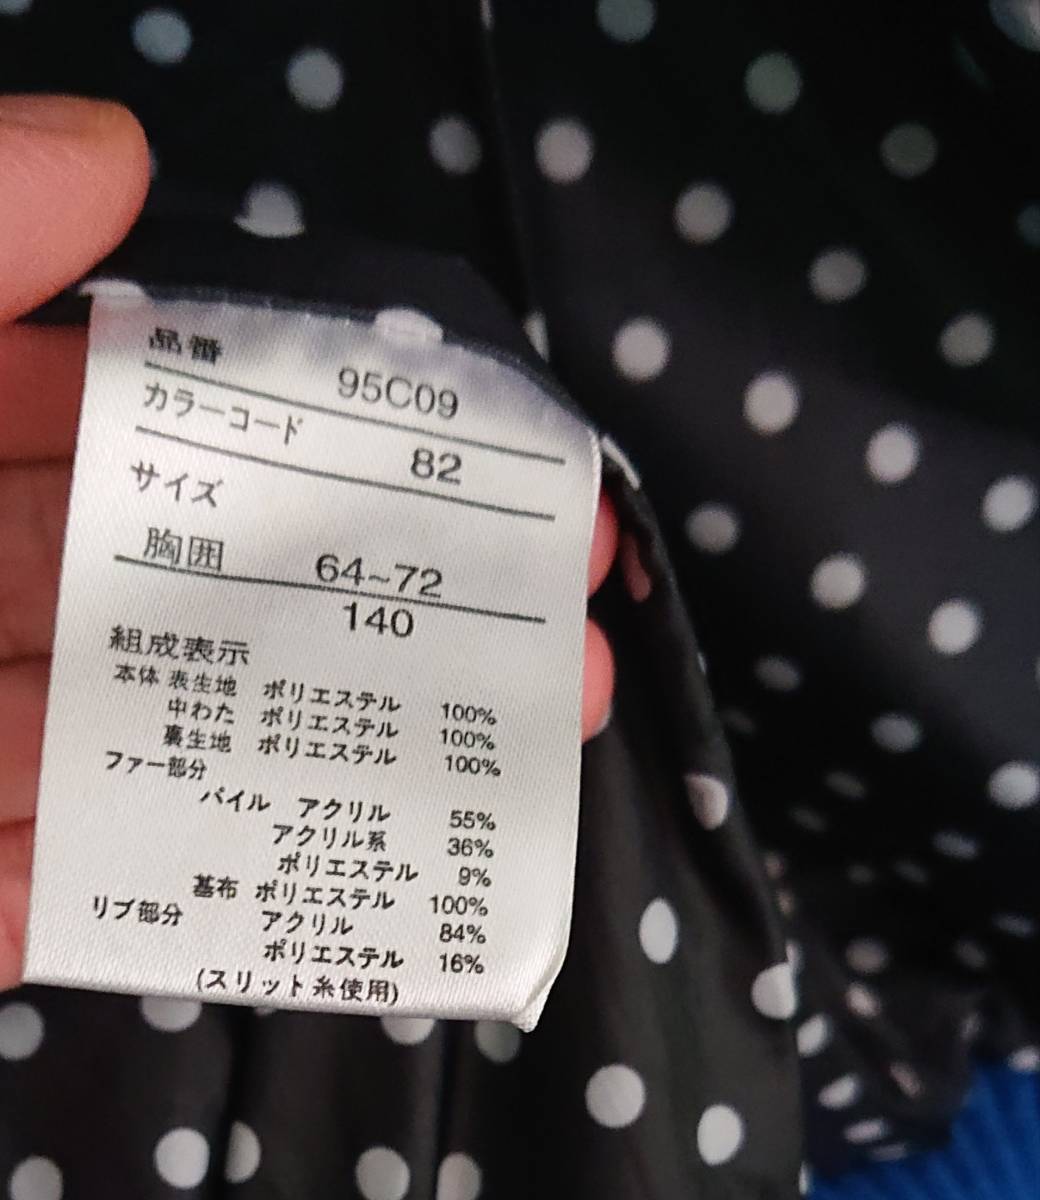 品番 95C09
カラーコード 82
サイズ
胸囲 64~72
140
組成表示
本体 表生地 ポリエステル 100%
中わた ポリエステル 100%
裏生地 ポリエステル 100%
ファー部分
パイル アクリル 55%
アクリル系 36%
ポリエステル 9%
基布 ポリエステル 100%
リブ部分 アクリル 84%
ポリエステル 16%
(スリット糸使用)